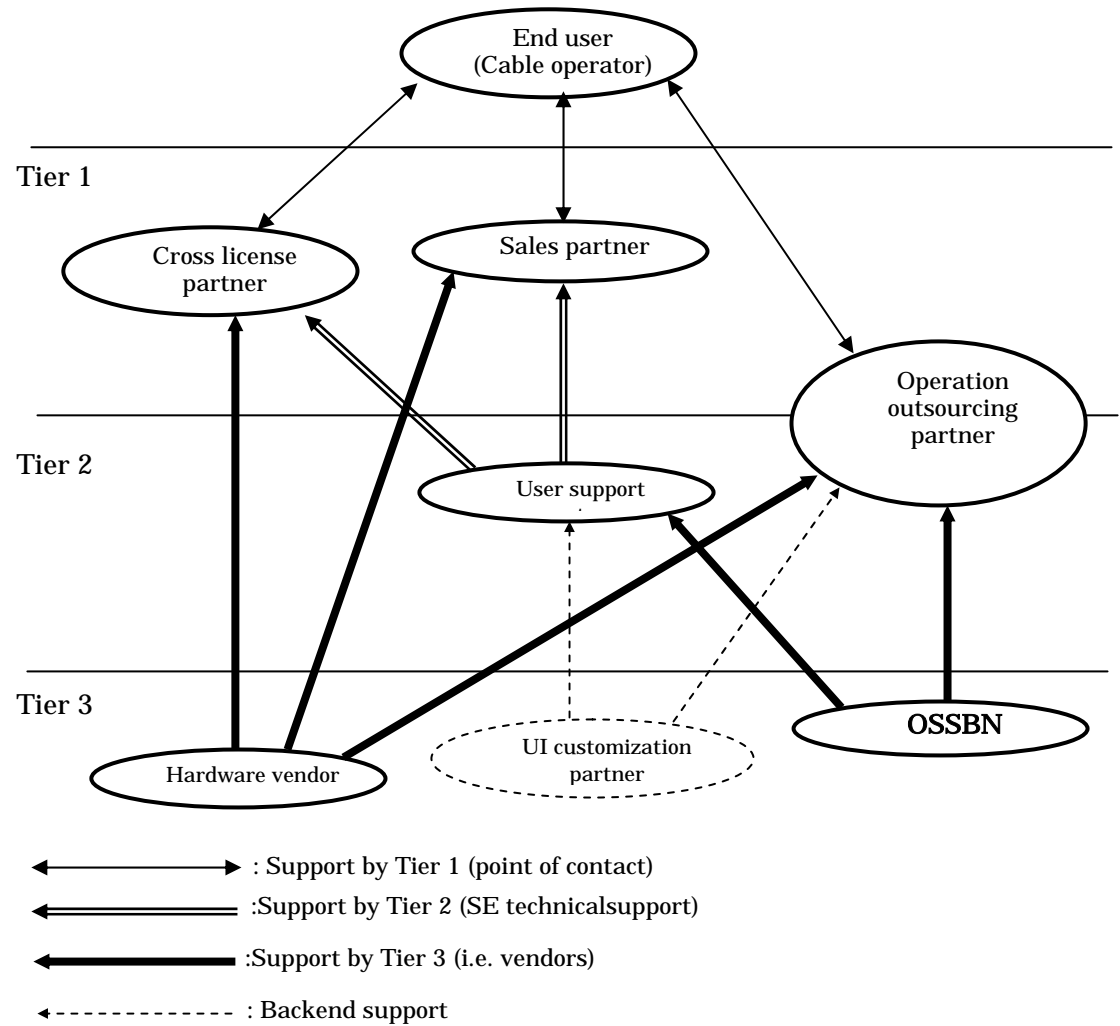 End user
(Cable operator)
Tier 1
Cross license
partner
Sales partner
Operation
outsourcing
partner
Tier 2
User support
Tier 3
OSSBN
UI customization
partner
Hardware vendor
: Support by Tier 1 (point of contact)
:Support by Tier 2 (SE technicalsupport)
:Support by Tier 3 (i.e. vendors)
: Backend support